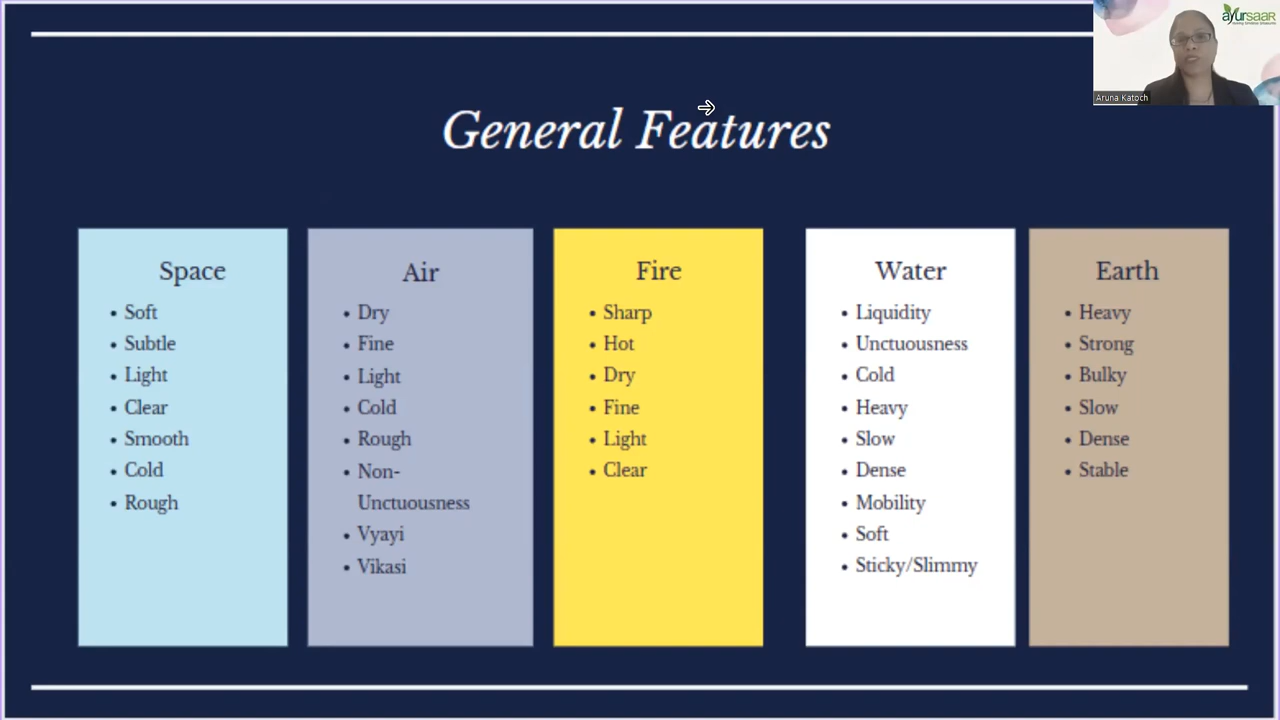 ayursaar
Aruna Katoch
General Features
Space
• Soft
• Subtle
• Light
• Clear
• Smooth
• Cold
• Rough
Air
• Dry
• Fine
• Light
• Cold
• Rough
• Non-
Unctuousness
• Vyayi
• Vikasi
Fire
• Sharp
• Hot
• Dry
• Fine
• Light
• Clear
Water
• Liquidity
• Unctuousness
• Cold
• Heavy
• Slow
• Dense
• Mobility
• Soft
• Sticky/Slimmy
Earth
• Heavy
• Strong
• Bulky
• Slow
• Dense
• Stable